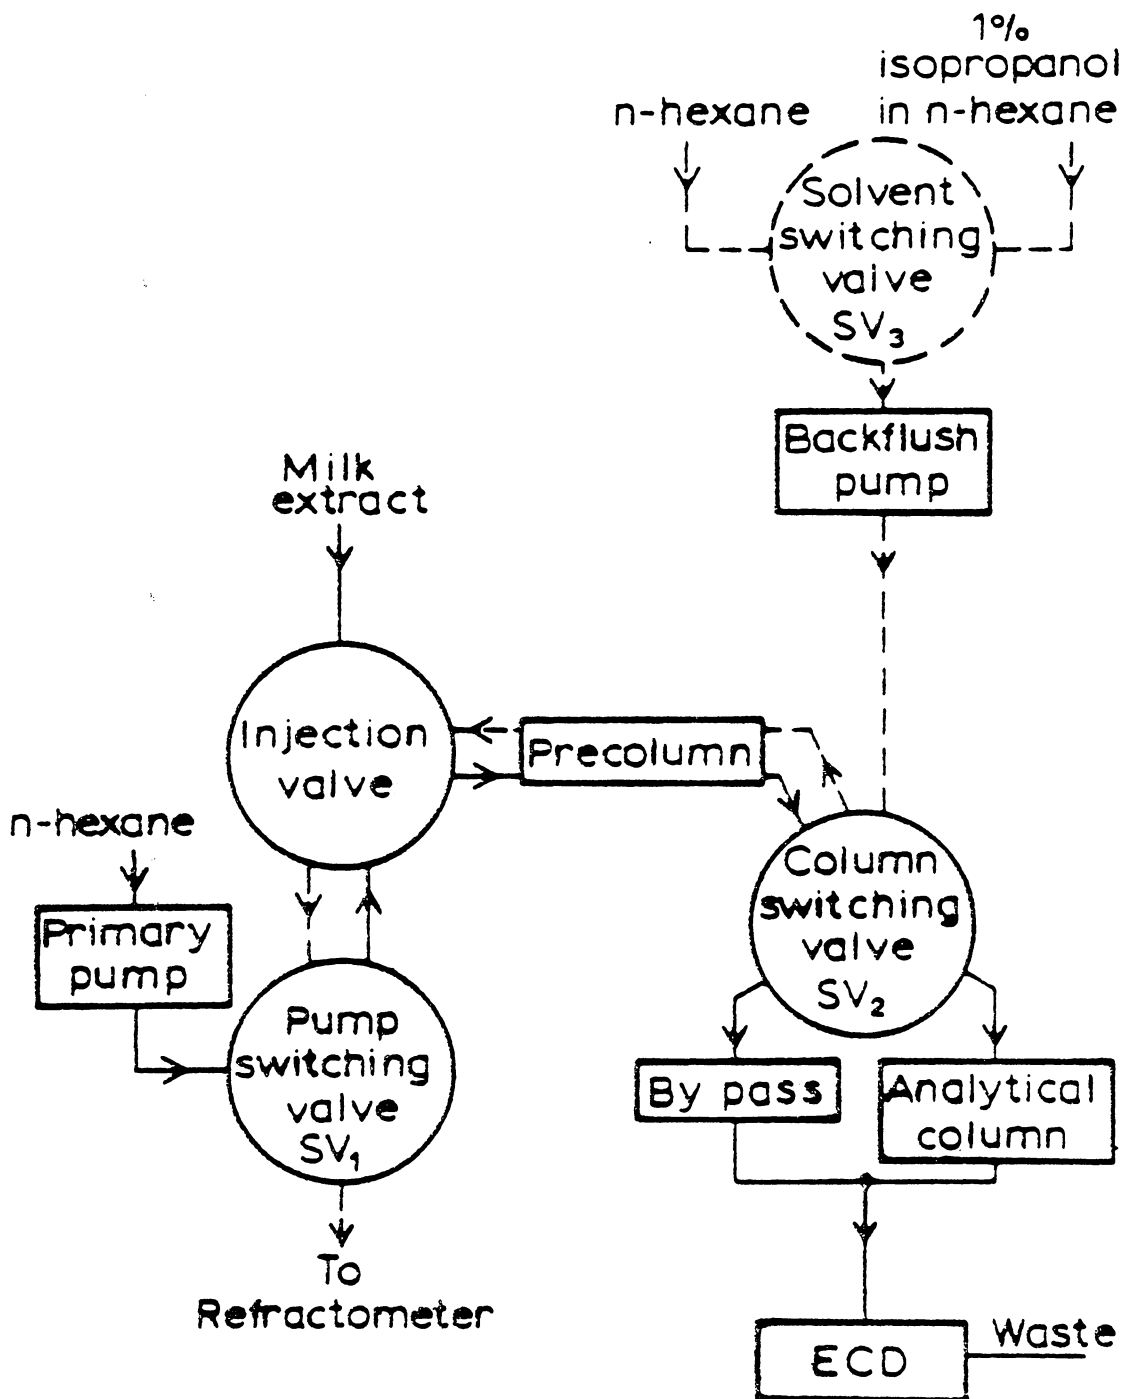 1%
isopropanol
n-hexane
in n-hexane
Solvent
switching
valve
SV₃
Backflush
pump
Milk
extract
Injection
valve
Precolumn
n-hexane
Primary
pump
Column
switching
valve
SV₂
Pump
switching
valve
SV₁
By pass
Analytical
column
To
Refractometer
ECD
Waste